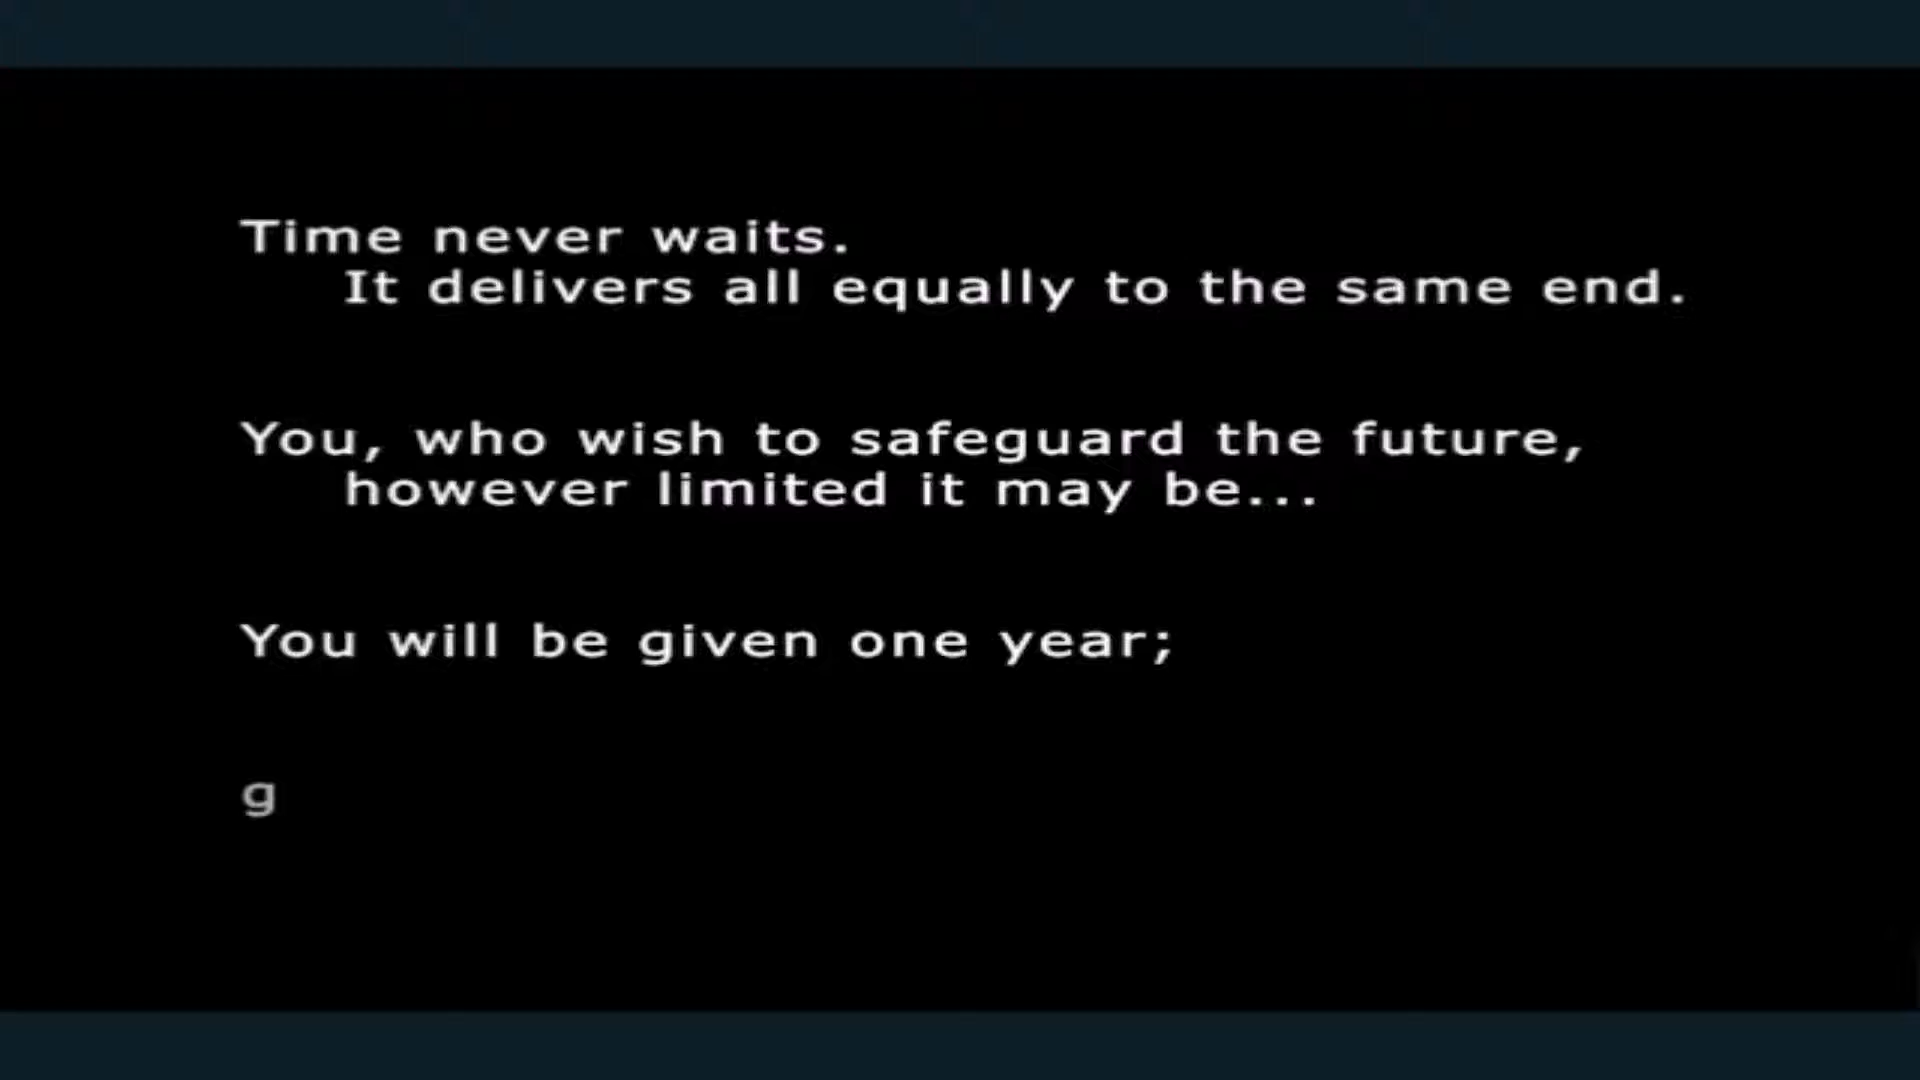 Time never waits.
It delivers all equally to the same end.
You, who wish to safeguard the future,
however limited it may be...
You will be given one year;
g